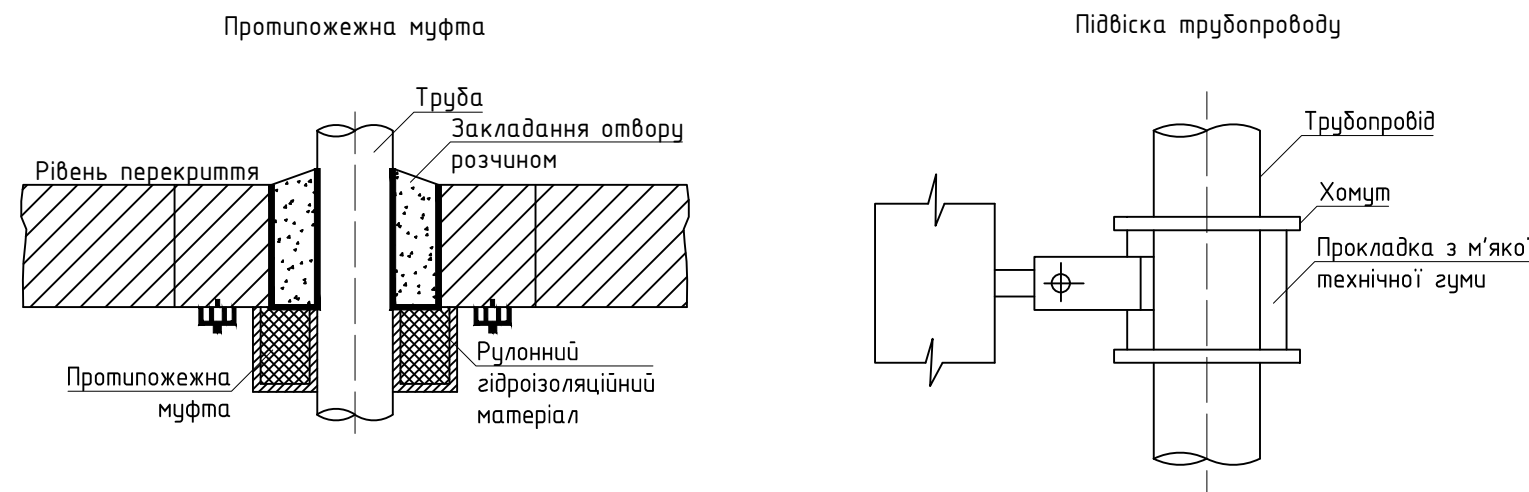 Протипожежна муфта
Труба
Закладання отвору
розчином
Рівень перекриття
Протипожежна
муфта
Рулонний
гідроізоляційний
матеріал
Підвіска трубопроводу
Трубопровід
Хомут
Прокладка з м'якої
технічної гуми